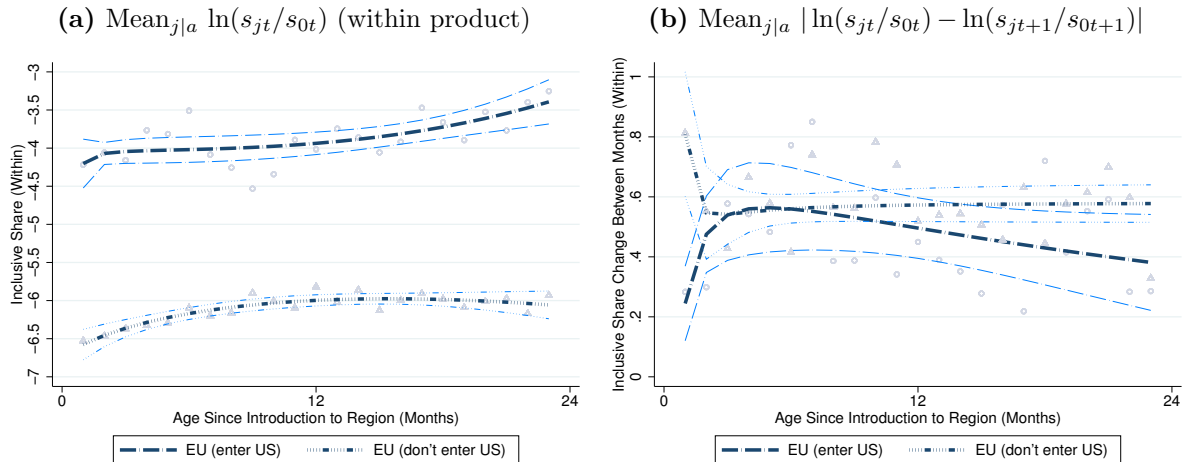 (a) Mean_{j|a} ln(s_{jt}/s_{0t}) (within product)
-3
-3.5
-4
-4.5
-5
-5.5
-6
-6.5
-7
Inclusive Share (Within)
0
12
24
Age Since Introduction to Region (Months)
EU (enter US)
EU (don't enter US)
(b) Mean_{j|a} | ln(s_{jt}/s_{0t}) − ln(s_{jt+1}/s_{0t+1})|
1
.8
.6
.4
.2
0
Inclusive Share Change Between Months (Within)
0
12
24
Age Since Introduction to Region (Months)
EU (enter US)
EU (don't enter US)